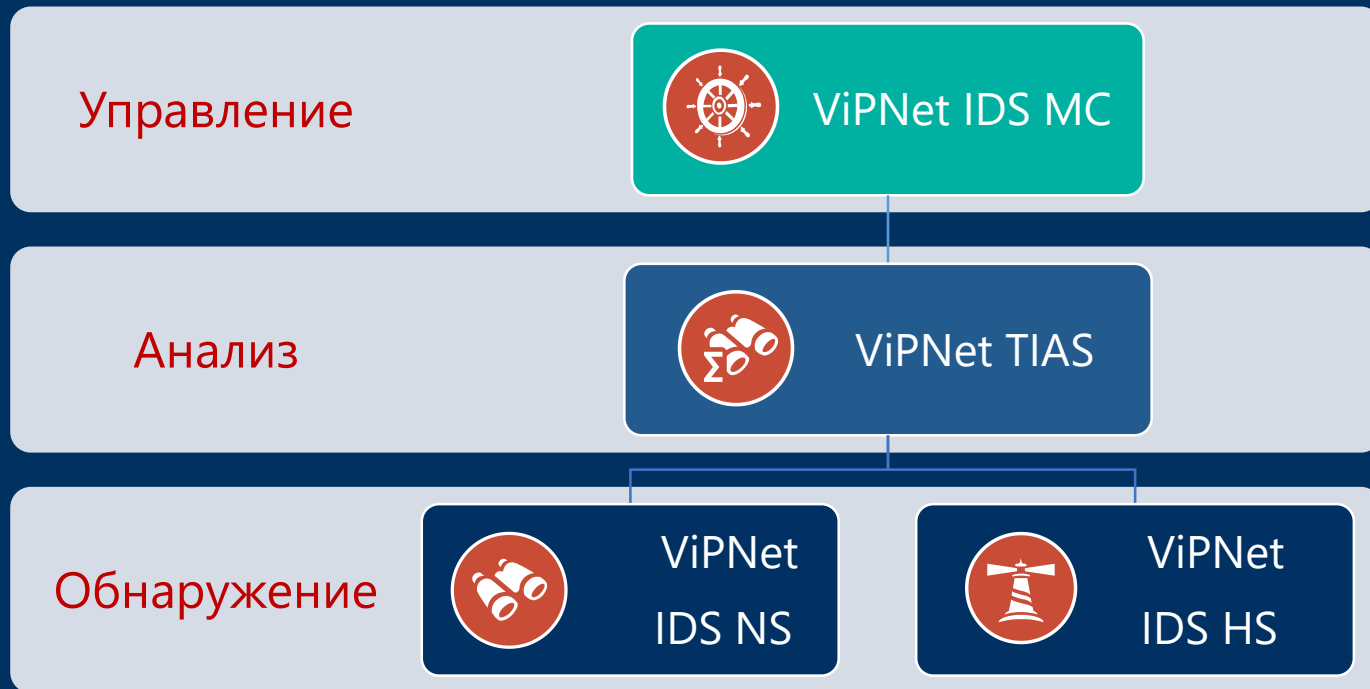 Управление
ViPNet IDS MC
Анализ
Σ
ViPNet TIAS
Обнаружение
ViPNet
IDS NS
ViPNet
IDS HS